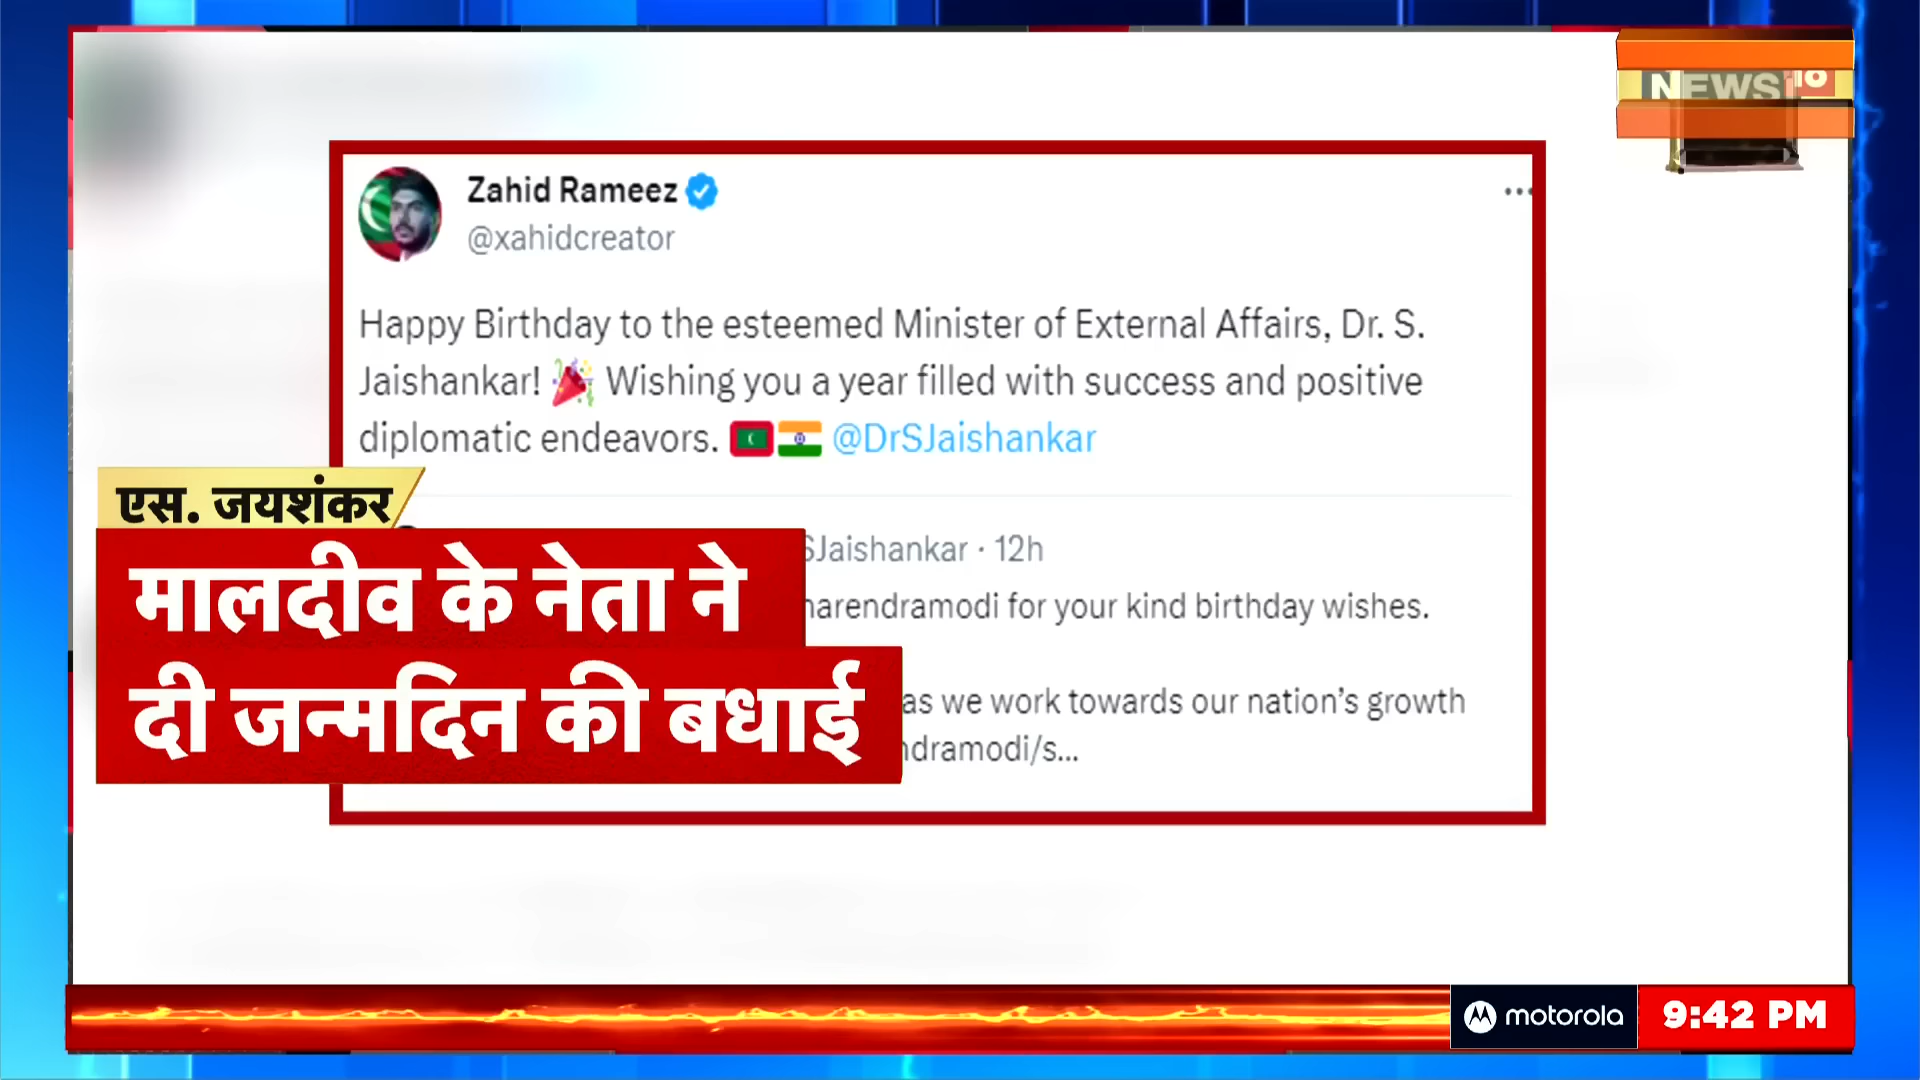 NEWS18
Zahid Rameez
@xahidcreator
Happy Birthday to the esteemed Minister of External Affairs, Dr. S.
Jaishankar! 🎉 Wishing you a year filled with success and positive
diplomatic endeavors. 🇲🇻🇮🇳 @DrSJaishankar
एस. जयशंकर
SJaishankar · 12h
मालदीव के नेता ने
narendramodi for your kind birthday wishes.
दी जन्मदिन की बधाई
as we work towards our nation’s growth
ndramodi/s...
motorola
9:42 PM